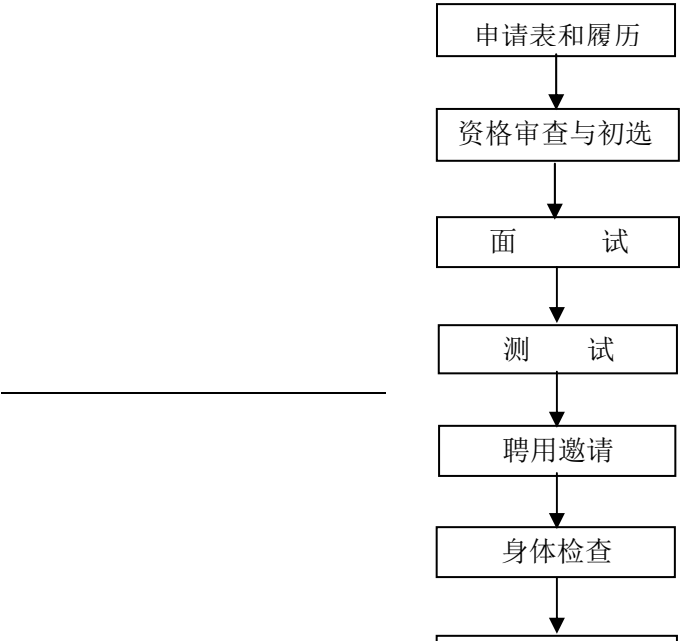 申请表和履历
资格审查与初选
面 试
测 试
聘用邀请
身体检查